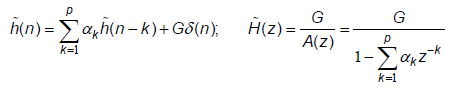 h̃(n) = ∑_{k=1}^{p} α_k h̃(n − k) + Gδ(n);   H̃(z) = G / A(z) = G / (1 − ∑_{k=1}^{p} α_k z^{−k})